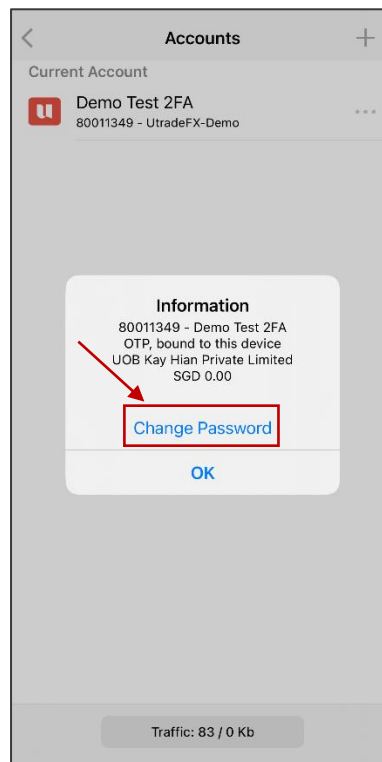 Accounts
Current Account
Demo Test 2FA
80011349 - UtradeFX-Demo
Information
80011349 - Demo Test 2FA
OTP, bound to this device
UOB Kay Hian Private Limited
SGD 0.00
Change Password
OK
Traffic: 83 / 0 Kb